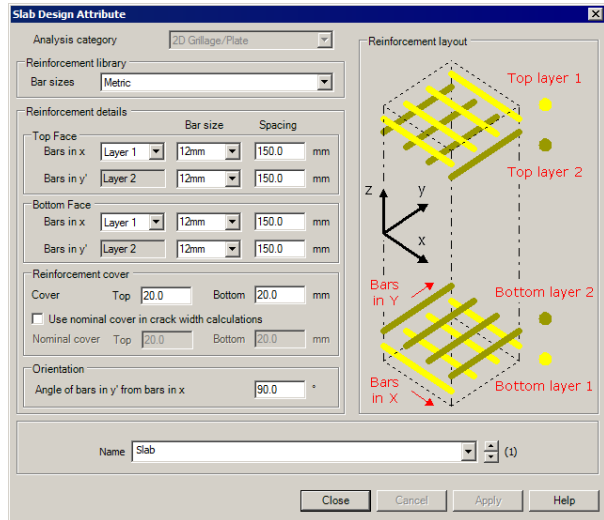 Slab Design Attribute
Analysis category 2D Grillage/Plate
Reinforcement library
Bar sizes Metric
Reinforcement details
Bar size Spacing
Top Face
Bars in x Layer 1 12mm 150.0 mm
Bars in y' Layer 2 12mm 150.0 mm
Bottom Face
Bars in x Layer 1 12mm 150.0 mm
Bars in y' Layer 2 12mm 150.0 mm
Reinforcement cover
Cover Top 20.0 Bottom 20.0 mm
Use nominal cover in crack width calculations
Nominal cover Top 20.0 Bottom 20.0 mm
Orientation
Angle of bars in y' from bars in x 90.0 °
Reinforcement layout
Top layer 1
Top layer 2
z
y
x
Bars
in Y
Bottom layer 2
Bars
in X
Bottom layer 1
Name Slab (1)
Close Cancel Apply Help